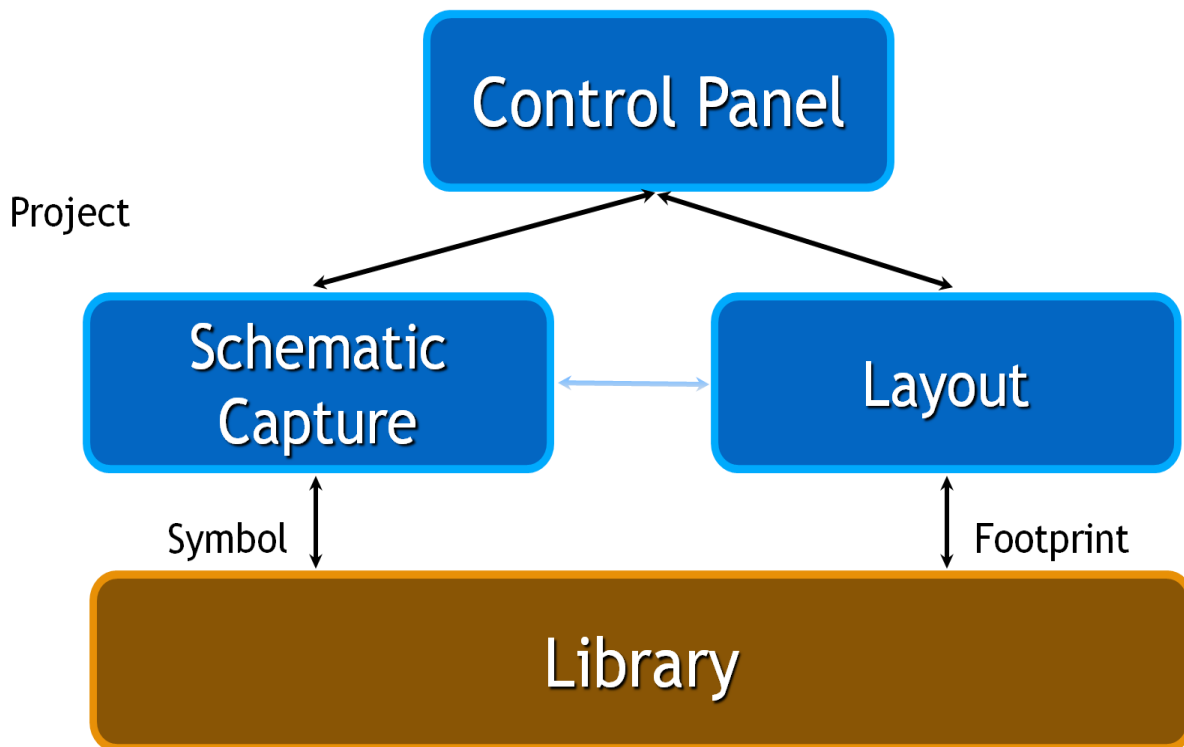 Control Panel
Project
Schematic
Capture
Layout
Symbol
Footprint
Library